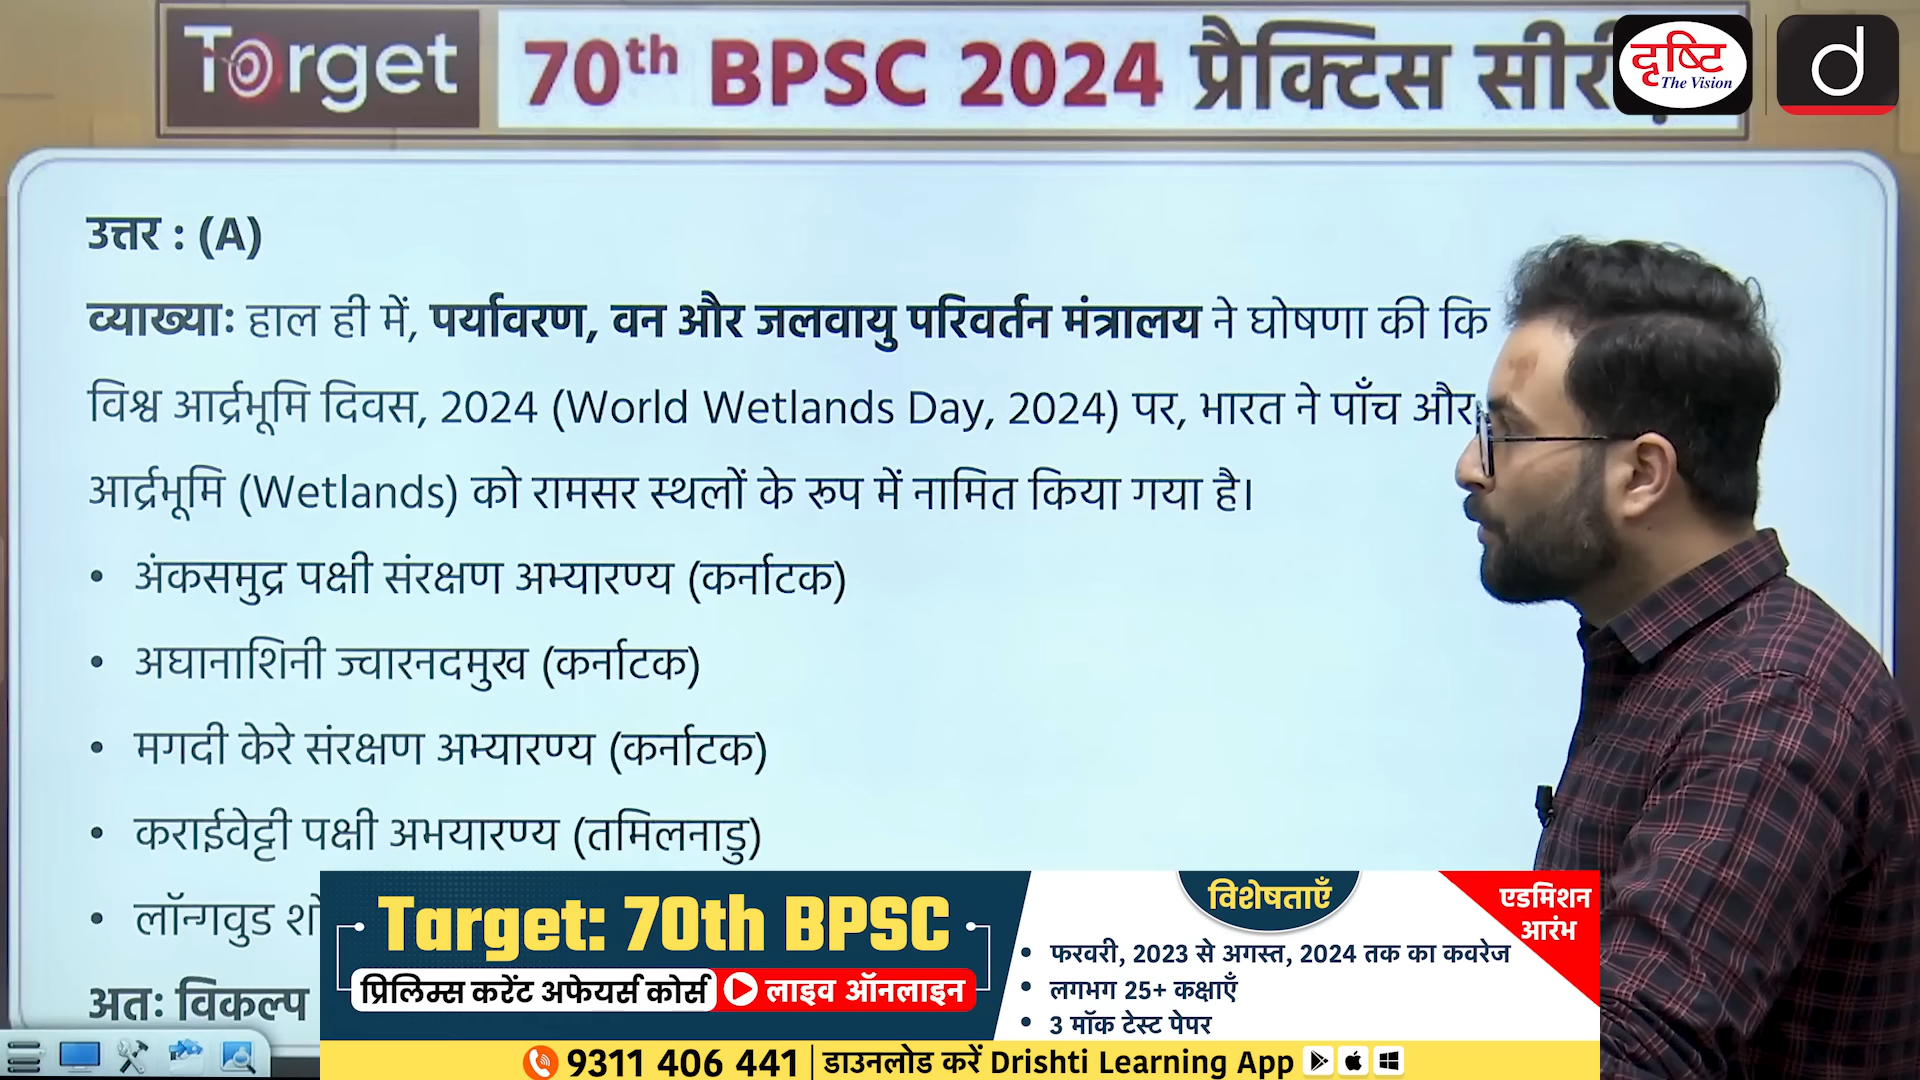 Target
70th BPSC 2024 प्रैक्टिस
दृष्टि
The Vision
d
उत्तर : (A)
व्याख्याः हाल ही में, पर्यावरण, वन और जलवायु परिवर्तन मंत्रालय ने घोषणा की कि
विश्व आर्द्रभूमि दिवस, 2024 (World Wetlands Day, 2024) पर, भारत ने पाँच और
आर्द्रभूमि (Wetlands) को रामसर स्थलों के रूप में नामित किया गया है।
• अंकसमुद्र पक्षी संरक्षण अभ्यारण्य (कर्नाटक)
• अघानाशिनी ज्वारनदमुख (कर्नाटक)
• मगदी केरे संरक्षण अभ्यारण्य (कर्नाटक)
• कराईवेट्टी पक्षी अभयारण्य (तमिलनाडु)
• लॉन्गवुड
अतः विकल्प
Target: 70th BPSC
प्रिलिम्स करेंट अफेयर्स कोर्स लाइव ऑनलाइन
विशेषताएँ
• फरवरी, 2023 से अगस्त, 2024 तक का कवरेज
• लगभग 25+ कक्षाएँ
• 3 मॉक टेस्ट पेपर
एडमिशन
आरंभ
9311 406 441 | डाउनलोड करें Drishti Learning App